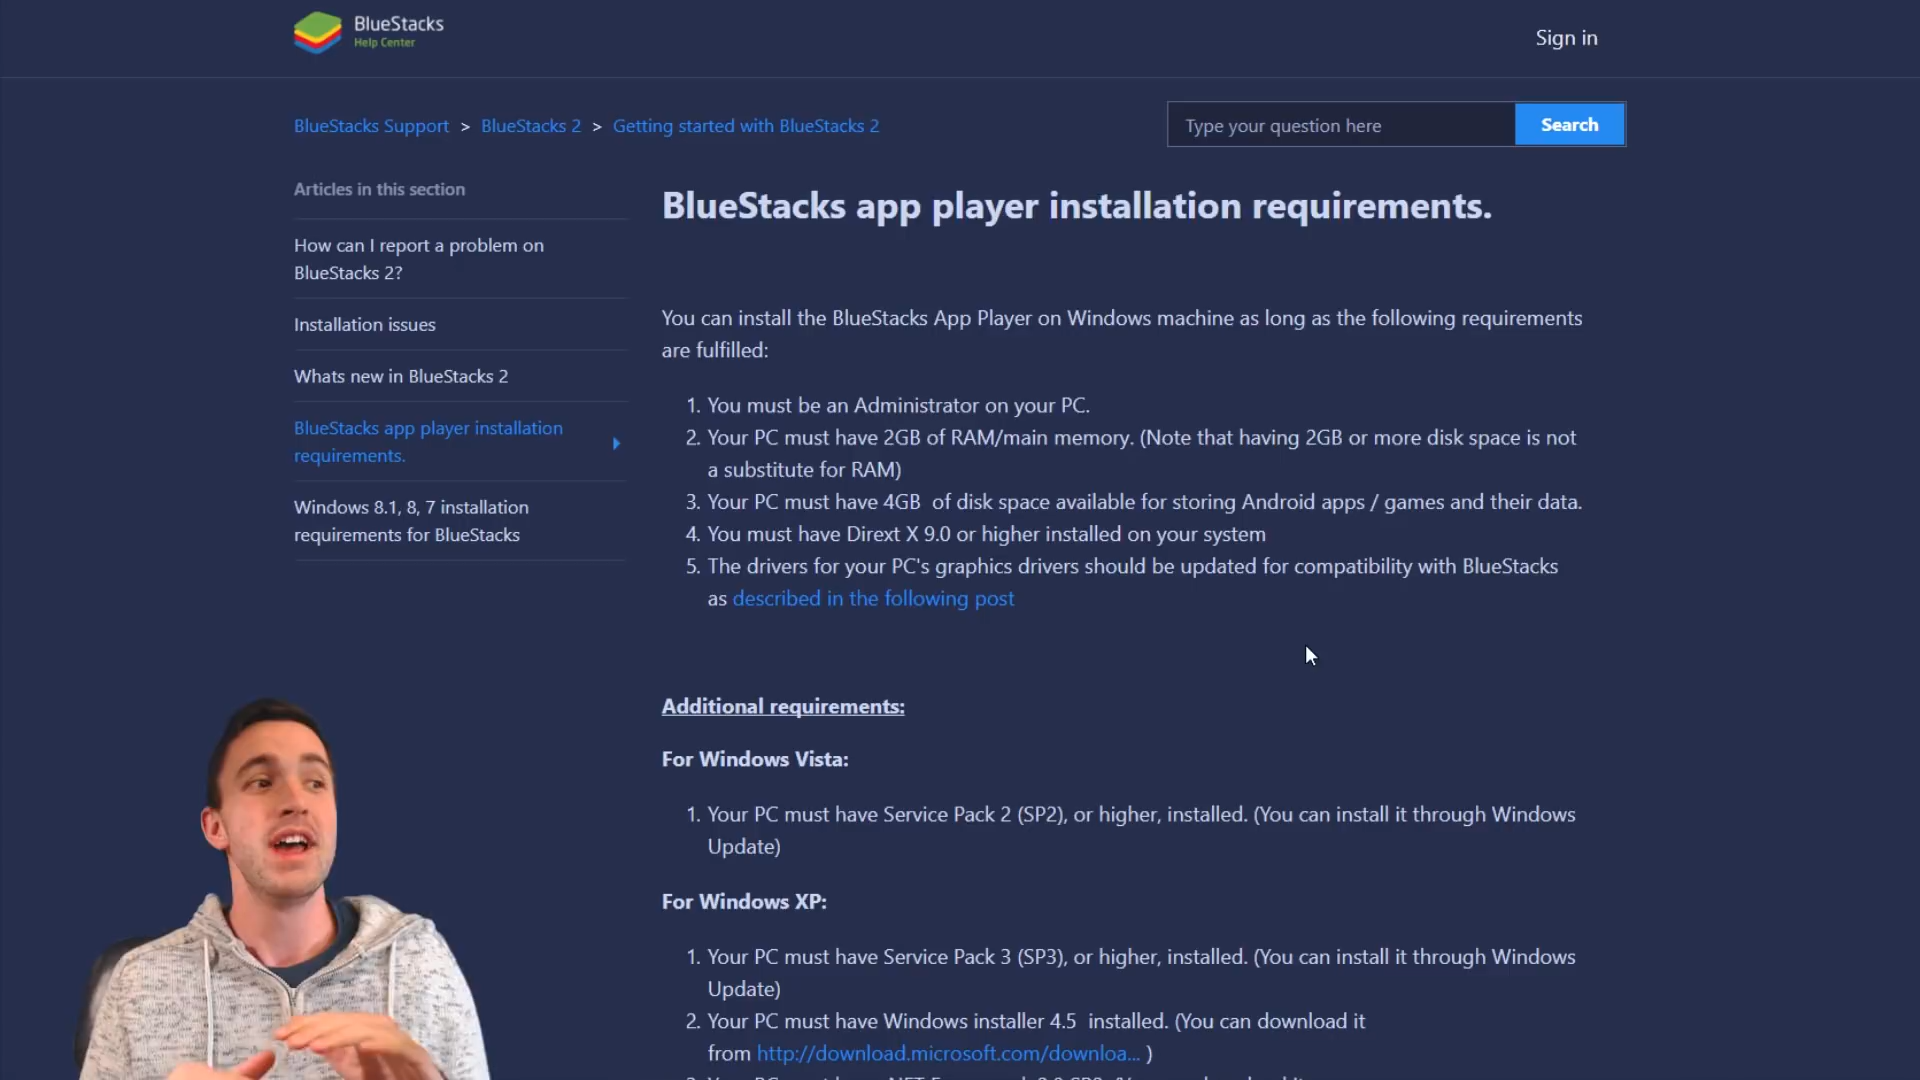 BlueStacks
Help Center
Sign in
BlueStacks Support > BlueStacks 2 > Getting started with BlueStacks 2
Type your question here
Search
Articles in this section
How can I report a problem on
BlueStacks 2?
Installation issues
Whats new in BlueStacks 2
BlueStacks app player installation
requirements.
Windows 8.1, 8, 7 installation
requirements for BlueStacks
BlueStacks app player installation requirements.
You can install the BlueStacks App Player on Windows machine as long as the following requirements
are fulfilled:
1. You must be an Administrator on your PC.
2. Your PC must have 2GB of RAM/main memory. (Note that having 2GB or more disk space is not
a substitute for RAM)
3. Your PC must have 4GB  of disk space available for storing Android apps / games and their data.
4. You must have Dirext X 9.0 or higher installed on your system
5. The drivers for your PC's graphics drivers should be updated for compatibility with BlueStacks
as described in the following post
Additional requirements:
For Windows Vista:
1. Your PC must have Service Pack 2 (SP2), or higher, installed. (You can install it through Windows
Update)
For Windows XP:
1. Your PC must have Service Pack 3 (SP3), or higher, installed. (You can install it through Windows
Update)
2. Your PC must have Windows installer 4.5  installed. (You can download it
from http://download.microsoft.com/downloa... )